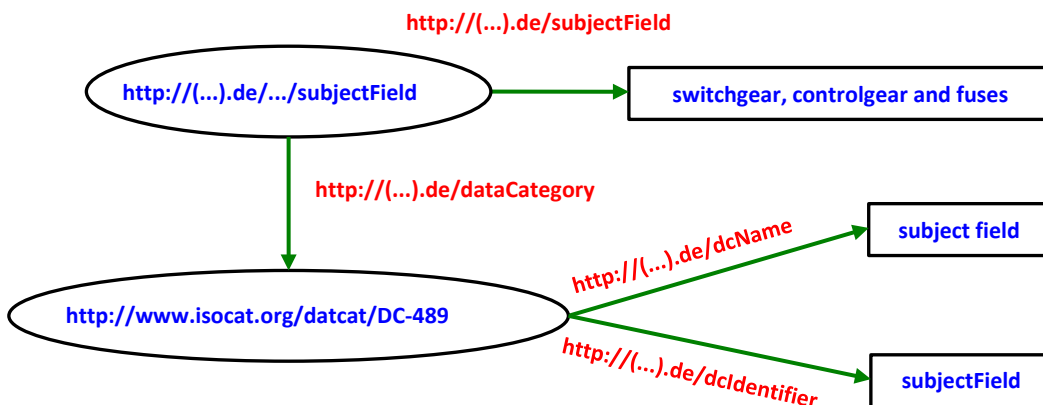 http://(...).de/subjectField
http://(...).de/.../subjectField
switchgear, controlgear and fuses
http://(...).de/dataCategory
http://(...).de/dcName
subject field
http://www.isocat.org/datcat/DC-489
http://(...).de/dcIdentifier
subjectField